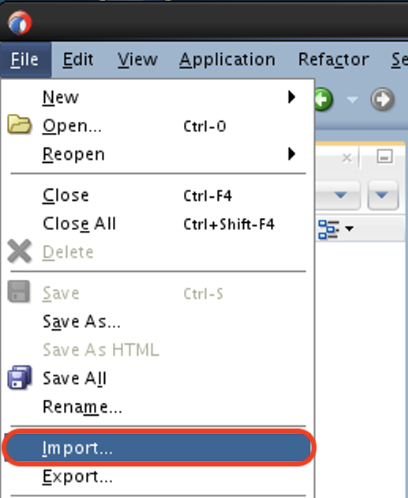 File Edit View Application Refactor
New
Open... Ctrl-O
Reopen
Close Ctrl-F4
Close All Ctrl+Shift-F4
Delete
Save Ctrl-S
Save As...
Save As HTML
Save All
Rename...
Import...
Export...